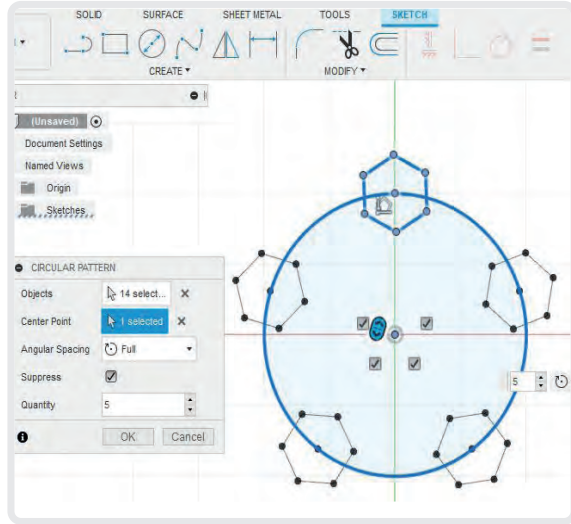 SOLID SURFACE SHEET METAL TOOLS SKETCH
CREATE ▾ MODIFY ▾
(Unsaved)
Document Settings
Named Views
Origin
Sketches
CIRCULAR PATTERN
Objects 14 select...
Center Point 1 selected
Angular Spacing Full
Suppress
Quantity 5
OK Cancel
5